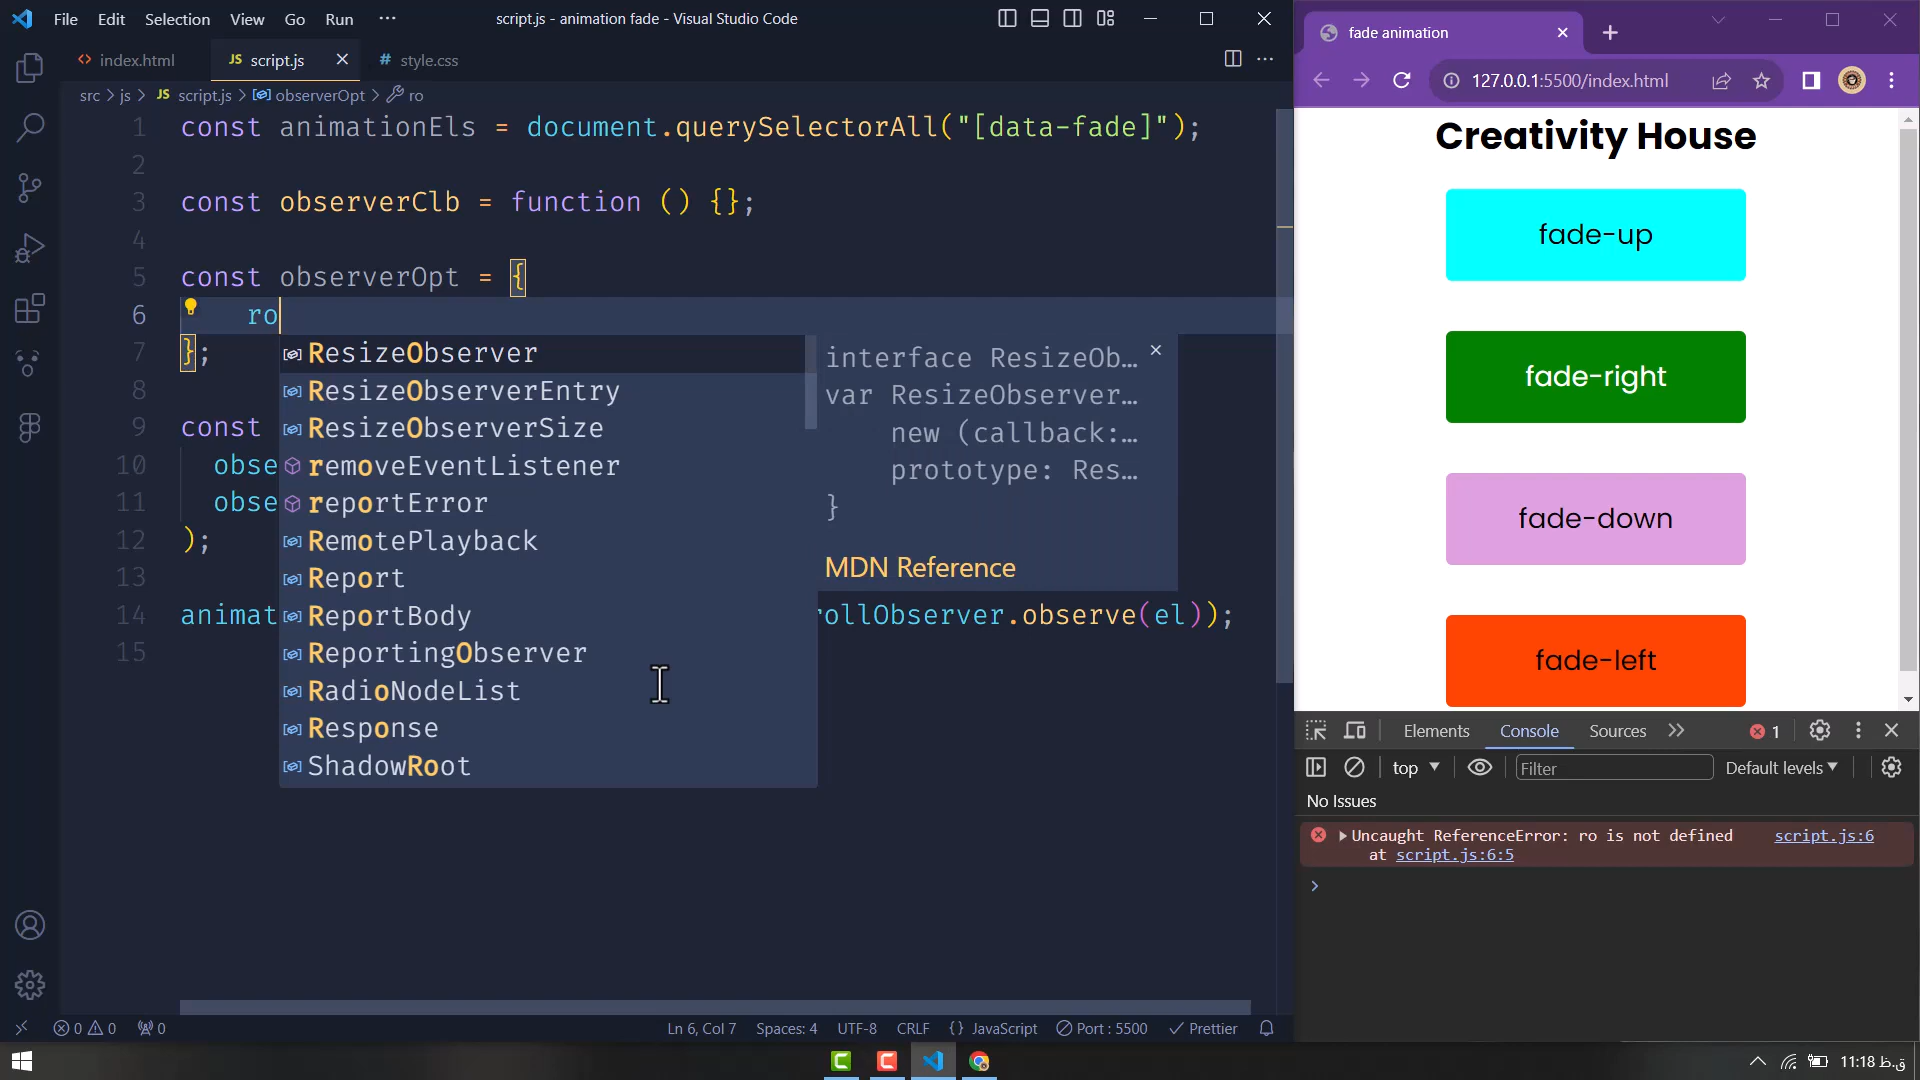 File Edit Selection View Go Run ··· script.js - animation fade - Visual Studio Code
index.html JS script.js # style.css
src > js > JS script.js > observerOpt > ro
1 const animationEls = document.querySelectorAll("[data-fade]");
2
3 const observerClb = function () {};
4
5 const observerOpt = {
6 ro
7 };
8
9 const
10 obse
11 obse
12 );
13
14 animat rollObserver.observe(el));
15
ResizeObserver
ResizeObserverEntry
ResizeObserverSize
removeEventListener
reportError
RemotePlayback
Report
ReportBody
ReportingObserver
RadioNodeList
Response
ShadowRoot
interface ResizeOb…
var ResizeObserver…
new (callback:…
prototype: Res…
}
MDN Reference
0 0 0 Ln 6, Col 7 Spaces: 4 UTF-8 CRLF {} JavaScript Port : 5500 Prettier
fade animation
127.0.0.1:5500/index.html
Creativity House
fade-up
fade-right
fade-down
fade-left
Elements Console Sources 1
top Filter Default levels
No Issues
Uncaught ReferenceError: ro is not defined script.js:6
at script.js:6:5
11:18 ق.ظ